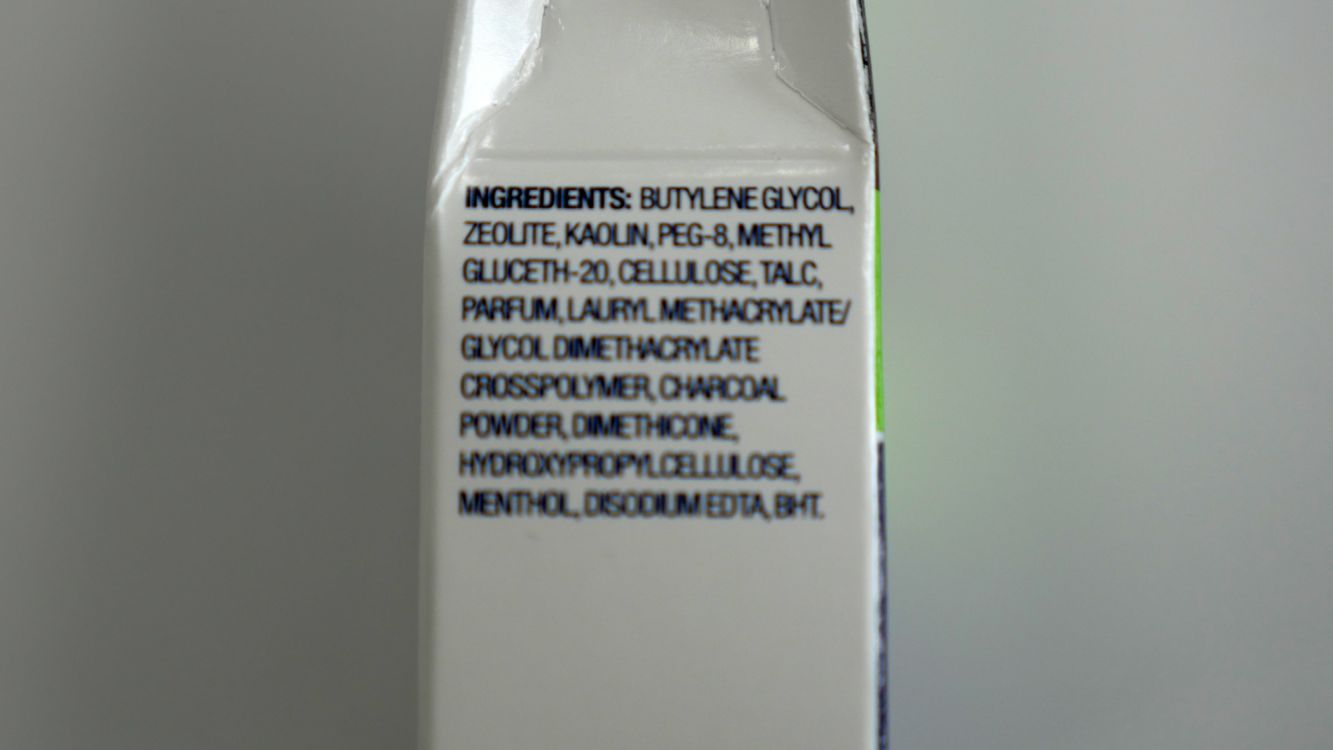 INGREDIENTS: BUTYLENE GLYCOL,
ZEOLITE, KAOLIN, PEG-8, METHYL
GLUCETH-20, CELLULOSE, TALC,
PARFUM, LAURYL METHACRYLATE/
GLYCOL DIMETHACRYLATE
CROSSPOLYMER, CHARCOAL
POWDER, DIMETHICONE,
HYDROXYPROPYLCELLULOSE,
MENTHOL, DISODIUM EDTA, BHT.